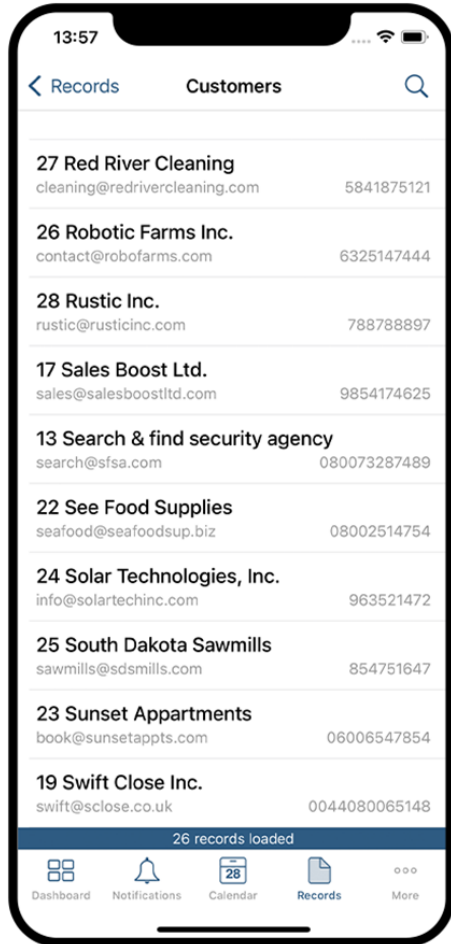 13:57
Records Customers
27 Red River Cleaning
cleaning@redrivercleaning.com 5841875121
26 Robotic Farms Inc.
contact@robofarms.com 6325147444
28 Rustic Inc.
rustic@rusticinc.com 788788897
17 Sales Boost Ltd.
sales@salesboostltd.com 9854174625
13 Search & find security agency
search@sfsa.com 080073287489
22 See Food Supplies
seafood@seafoodsup.biz 08002514754
24 Solar Technologies, Inc.
info@solartechinc.com 963521472
25 South Dakota Sawmills
sawmills@sdsmills.com 854751647
23 Sunset Appartments
book@sunsetappts.com 06006547854
19 Swift Close Inc.
swift@sclose.co.uk 0044080065148
26 records loaded
28
Dashboard Notifications Calendar Records More